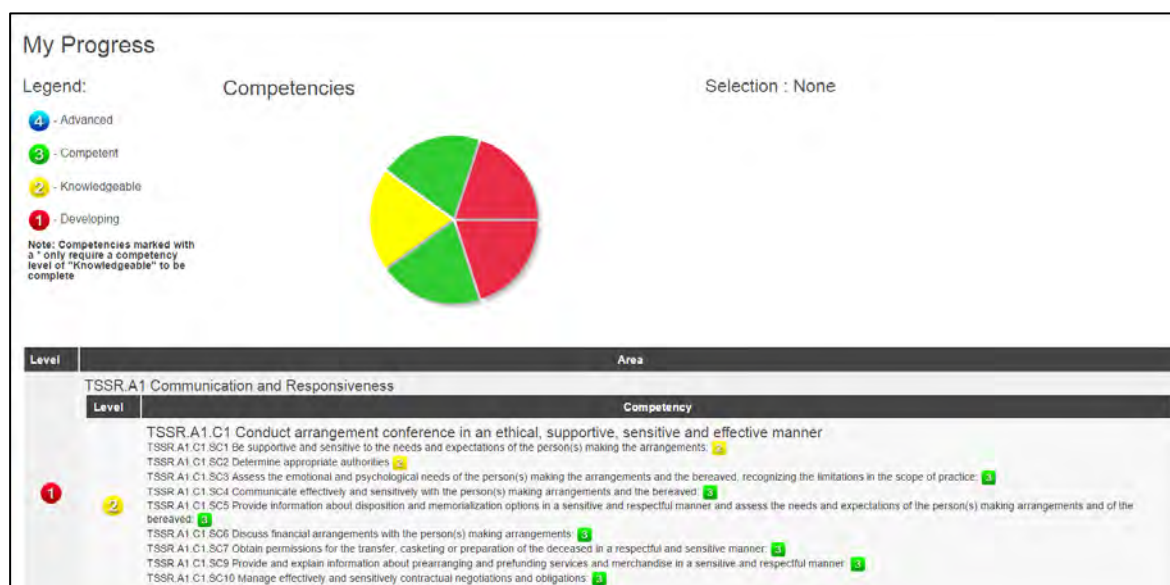 My Progress
Legend:
Competencies
Selection : None
4 - Advanced
3 - Competent
2 - Knowledgeable
1 - Developing
Note: Competencies marked with
a * only require a competency
level of "Knowledgeable" to be
complete
Level Area
TSSR.A1 Communication and Responsiveness
Level Competency
TSSR.A1.C1 Conduct arrangement conference in an ethical, supportive, sensitive and effective manner
TSSR.A1.C1.SC1 Be supportive and sensitive to the needs and expectations of the person(s) making the arrangements: 2
TSSR.A1.C1.SC2 Determine appropriate authorities 2
TSSR.A1.C1.SC3 Assess the emotional and psychological needs of the person(s) making the arrangements and the bereaved, recognizing the limitations in the scope of practice: 3
1
TSSR.A1.C1.SC4 Communicate effectively and sensitively with the person(s) making arrangements and the bereaved: 3
2
TSSR.A1.C1.SC5 Provide information about disposition and memorialization options in a sensitive and respectful manner and assess the needs and expectations of the person(s) making arrangements and of the
bereaved: 3
TSSR.A1.C1.SC6 Discuss financial arrangements with the person(s) making arrangements: 3
TSSR.A1.C1.SC7 Obtain permissions for the transfer, casketing or preparation of the deceased in a respectful and sensitive manner: 3
TSSR.A1.C1.SC9 Provide and explain information about prearranging and prefunding services and merchandise in a sensitive and respectful manner: 3
TSSR.A1.C1.SC10 Manage effectively and sensitively contractual negotiations and obligations: 3